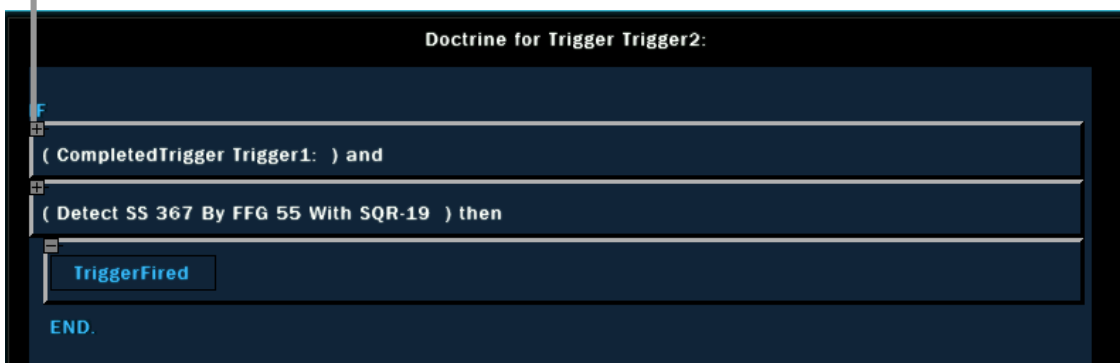 Doctrine for Trigger Trigger2:
IF
( CompletedTrigger Trigger1: ) and
( Detect SS 367 By FFG 55 With SQR-19 ) then
TriggerFired
END.